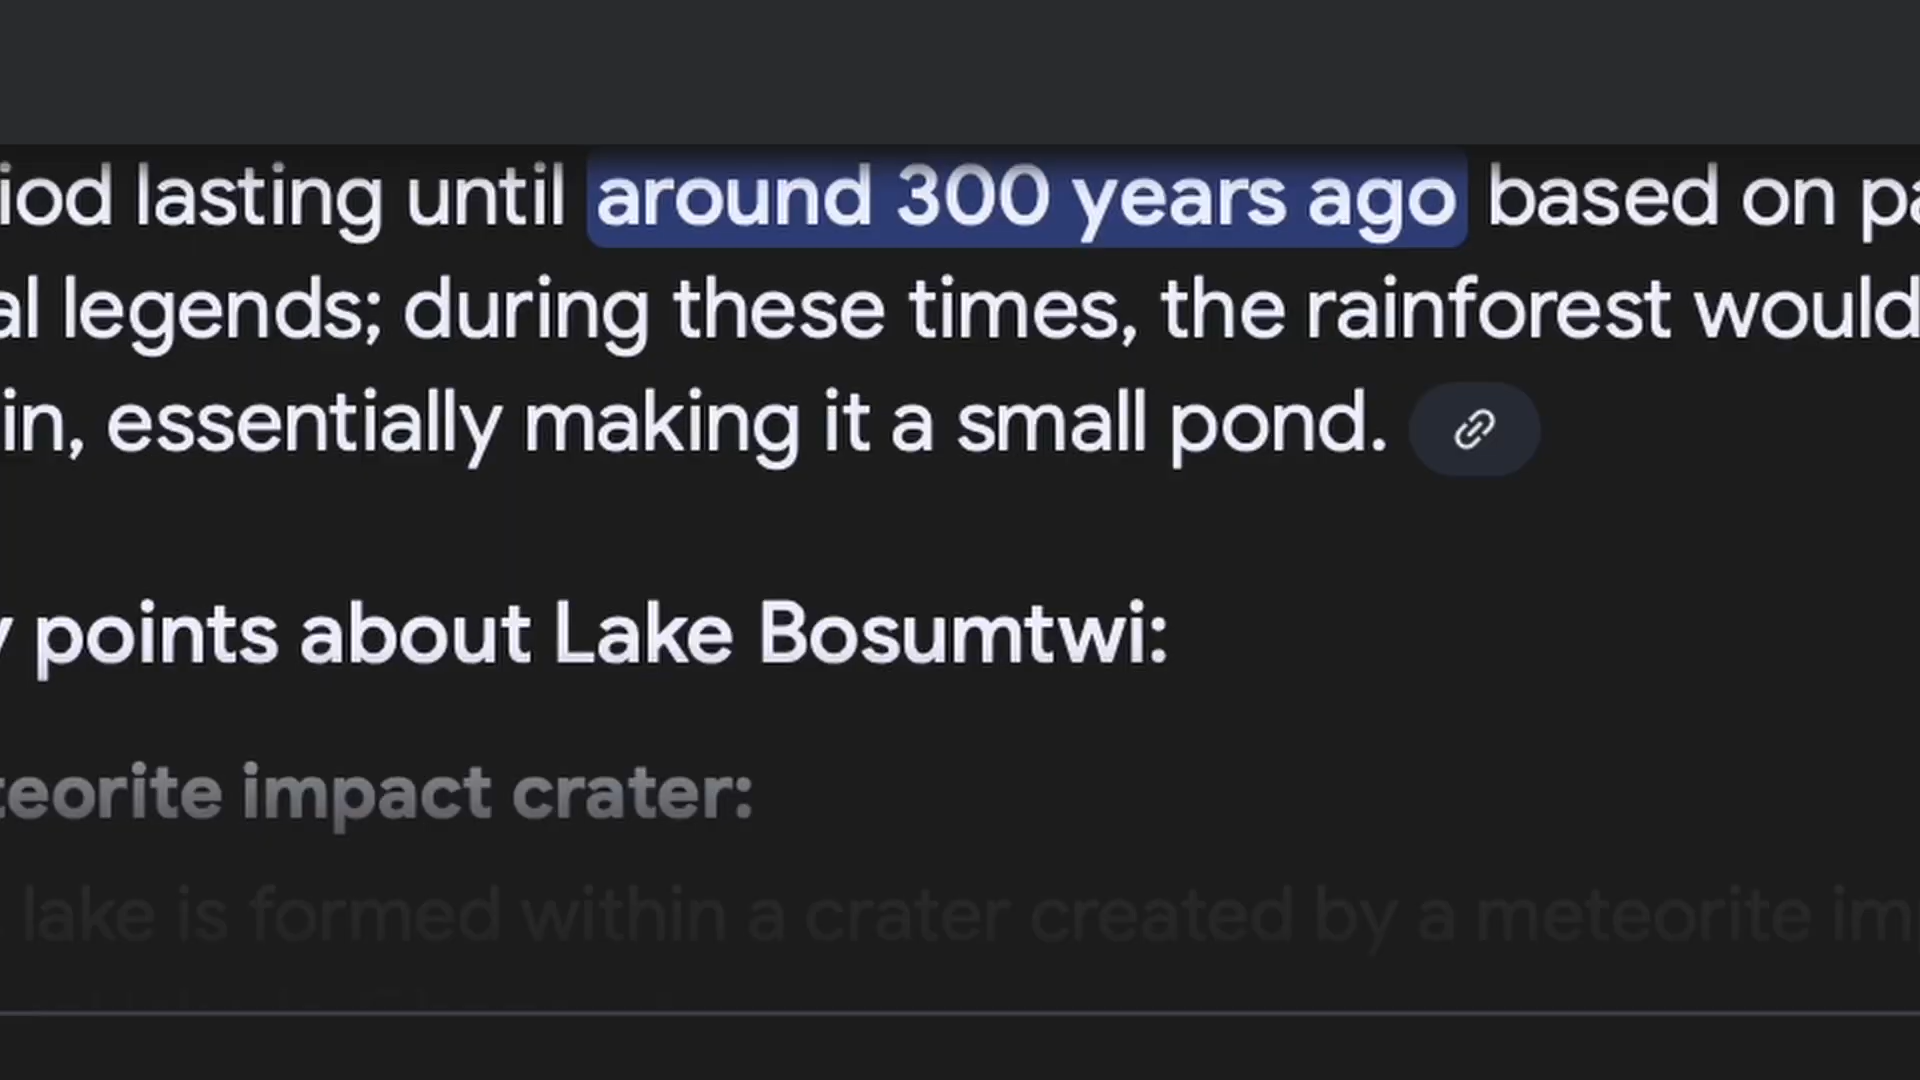 iod lasting until around 300 years ago based on pa
al legends; during these times, the rainforest would
in, essentially making it a small pond.
y points about Lake Bosumtwi:
teorite impact crater:
lake is formed within a crater created by a meteorite im